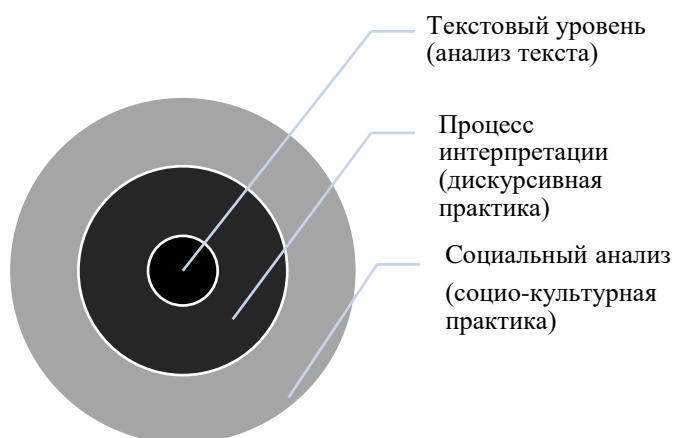 Текстовый уровень
(анализ текста)
Процесс
интерпретации
(дискурсивная
практика)
Социальный анализ
(социо-культурная
практика)